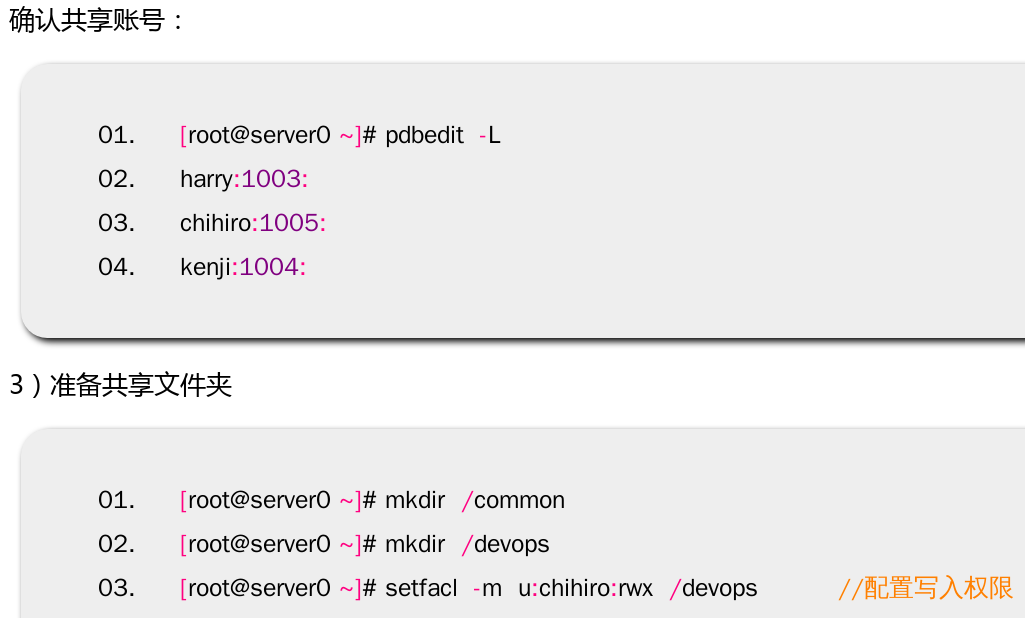 确认共享账号：
01. [root@server0 ~]# pdbedit -L
02. harry:1003:
03. chihiro:1005:
04. kenji:1004:
3）准备共享文件夹
01. [root@server0 ~]# mkdir /common
02. [root@server0 ~]# mkdir /devops
03. [root@server0 ~]# setfacl -m u:chihiro:rwx /devops //配置写入权限